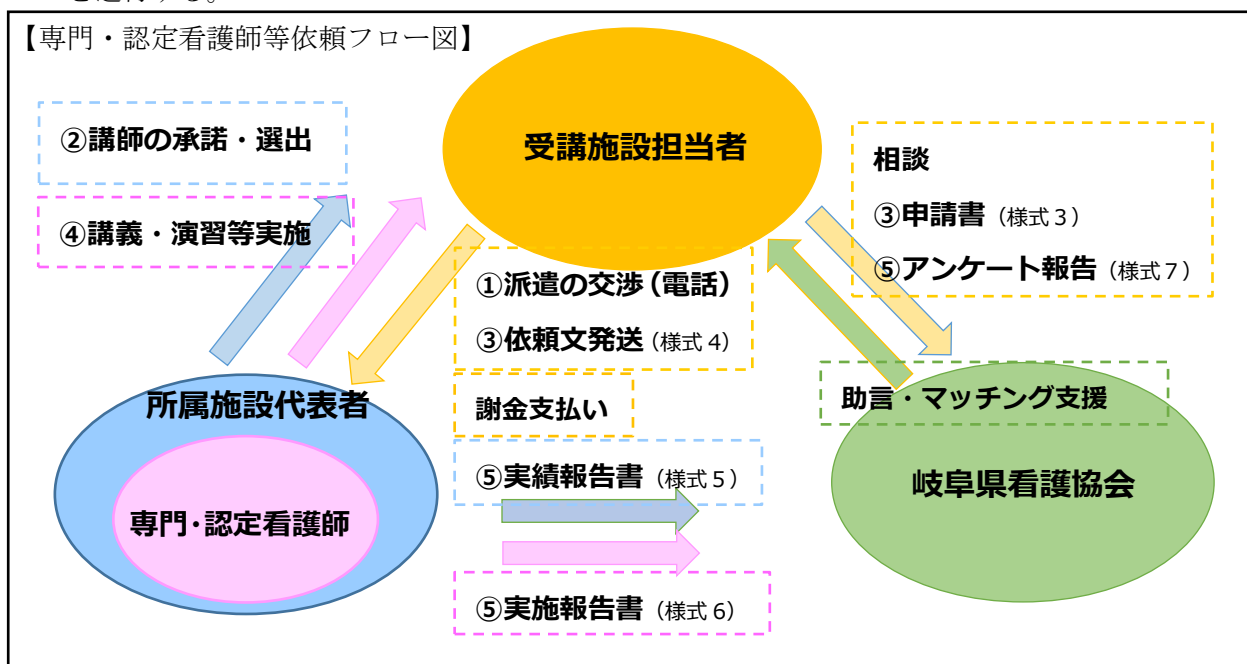 【専門・認定看護師等依頼フロー図】
②講師の承諾・選出
④講義・演習等実施
受講施設担当者
相談
③申請書（様式３）
⑤アンケート報告（様式７）
①派遣の交渉（電話）
③依頼文発送（様式４）
謝金支払い
助言・マッチング支援
所属施設代表者
専門・認定看護師
⑤実績報告書（様式５）
⑤実施報告書（様式６）
岐阜県看護協会